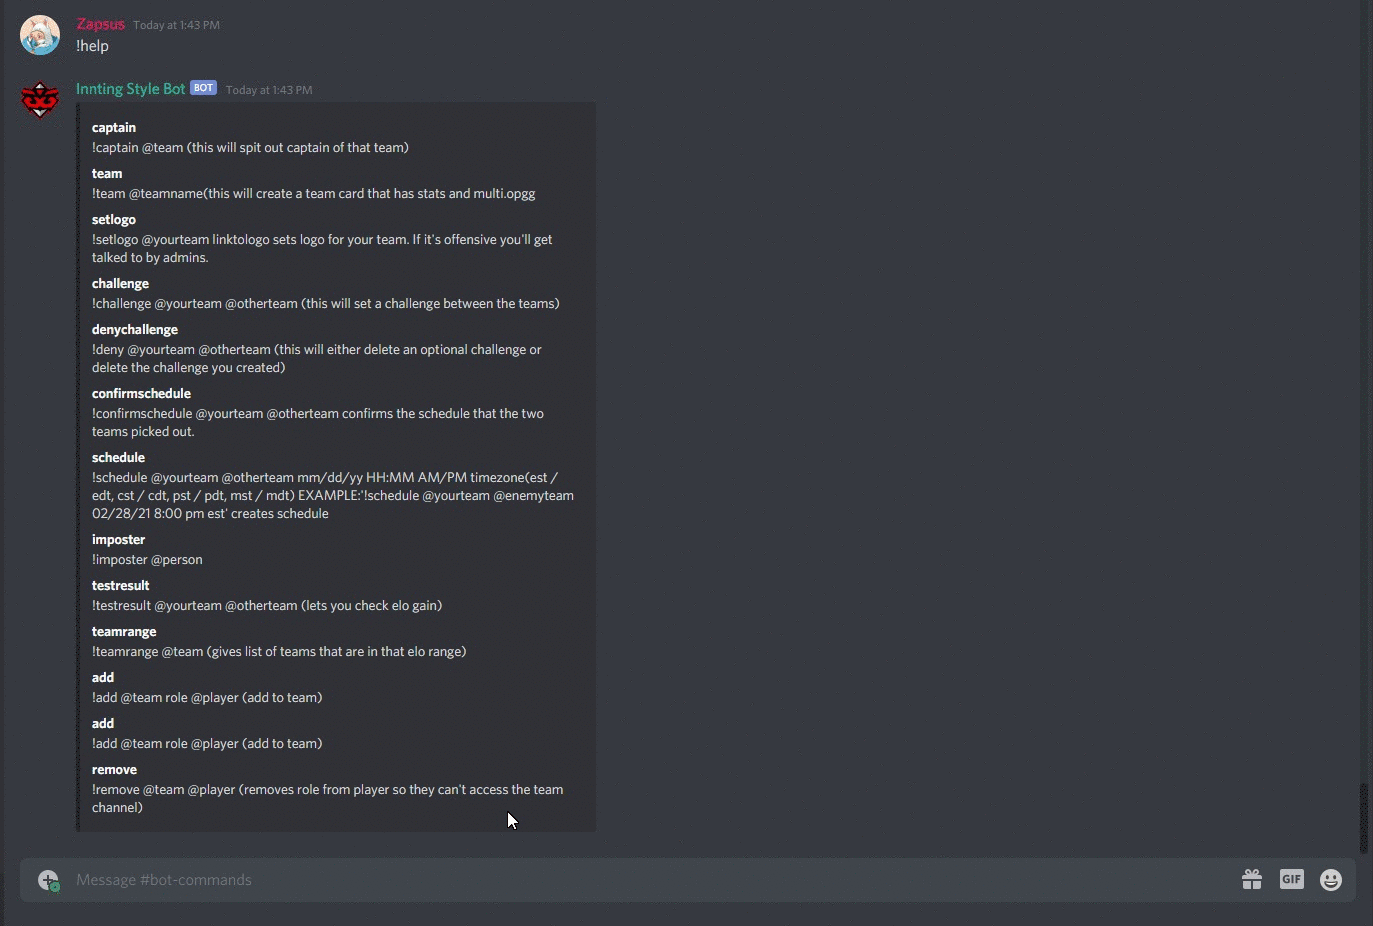 Zapsus Today at 1:43 PM
!help
Innting Style Bot BOT Today at 1:43 PM
captain
!captain @team (this will spit out captain of that team)
team
!team @teamname(this will create a team card that has stats and multi.opgg
setlogo
!setlogo @yourteam linktologo sets logo for your team. If it's offensive you'll get
talked to by admins.
challenge
!challenge @yourteam @otherteam (this will set a challenge between the teams)
denychallenge
!deny @yourteam @otherteam (this will either delete an optional challenge or
delete the challenge you created)
confirmschedule
!confirmschedule @yourteam @otherteam confirms the schedule that the two
teams picked out.
schedule
!schedule @yourteam @otherteam mm/dd/yy HH:MM AM/PM timezone(est /
edt, cst / cdt, pst / pdt, mst / mdt) EXAMPLE:'!schedule @yourteam @enemyteam
02/28/21 8:00 pm est' creates schedule
imposter
!imposter @person
testresult
!testresult @yourteam @otherteam (lets you check elo gain)
teamrange
!teamrange @team (gives list of teams that are in that elo range)
add
!add @team role @player (add to team)
add
!add @team role @player (add to team)
remove
!remove @team @player (removes role from player so they can't access the team
channel)
Message #bot-commands
GIF